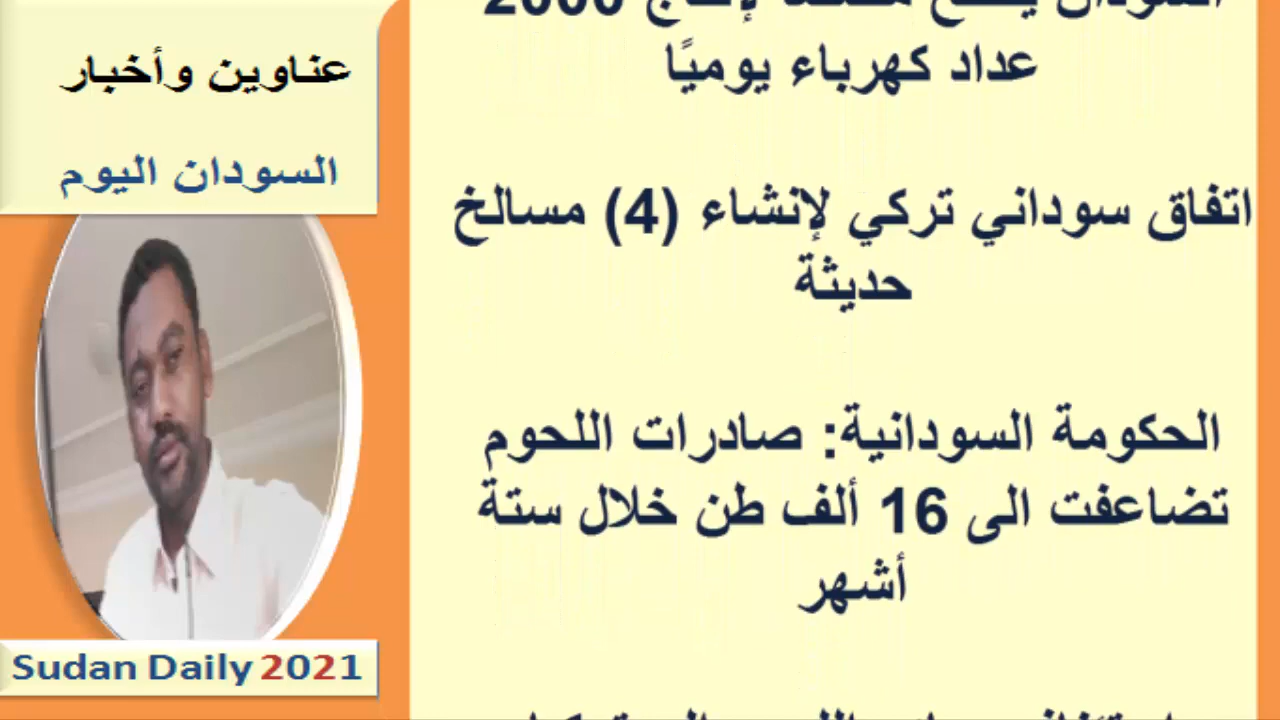 عناوين وأخبار
السودان اليوم
Sudan Daily 2021
2000
عداد كهرباء يوميًا
اتفاق سوداني تركي لإنشاء (4) مسالخ
حديثة
الحكومة السودانية: صادرات اللحوم
تضاعفت الى 16 ألف طن خلال ستة
أشهر